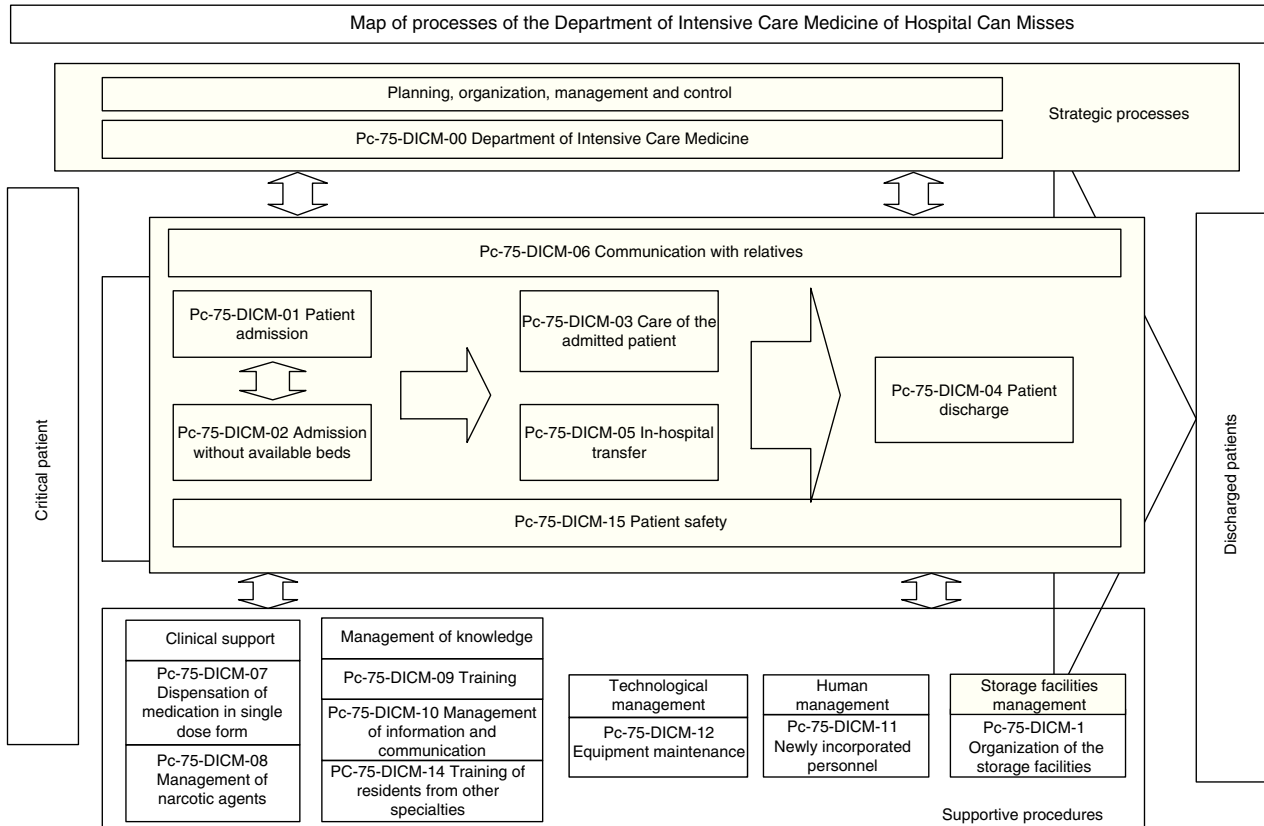 Map of processes of the Department of Intensive Care Medicine of Hospital Can Misses
Planning, organization, management and control
Strategic processes
Pc-75-DICM-00 Department of Intensive Care Medicine
Critical patient
Pc-75-DICM-06 Communication with relatives
Pc-75-DICM-01 Patient
admission
Pc-75-DICM-02 Admission
without available beds
Pc-75-DICM-03 Care of the
admitted patient
Pc-75-DICM-05 In-hospital
transfer
Pc-75-DICM-04 Patient
discharge
Pc-75-DICM-15 Patient safety
Discharged patients
Clinical support
Pc-75-DICM-07
Dispensation of
medication in single
dose form
Pc-75-DICM-08
Management of
narcotic agents
Management of knowledge
Pc-75-DICM-09 Training
Pc-75-DICM-10 Management
of information and
communication
PC-75-DICM-14 Training of
residents from other
specialties
Technological
management
Pc-75-DICM-12
Equipment maintenance
Human
management
Pc-75-DICM-11
Newly incorporated
personnel
Storage facilities
management
Pc-75-DICM-1
Organization of the
storage facilities
Supportive procedures